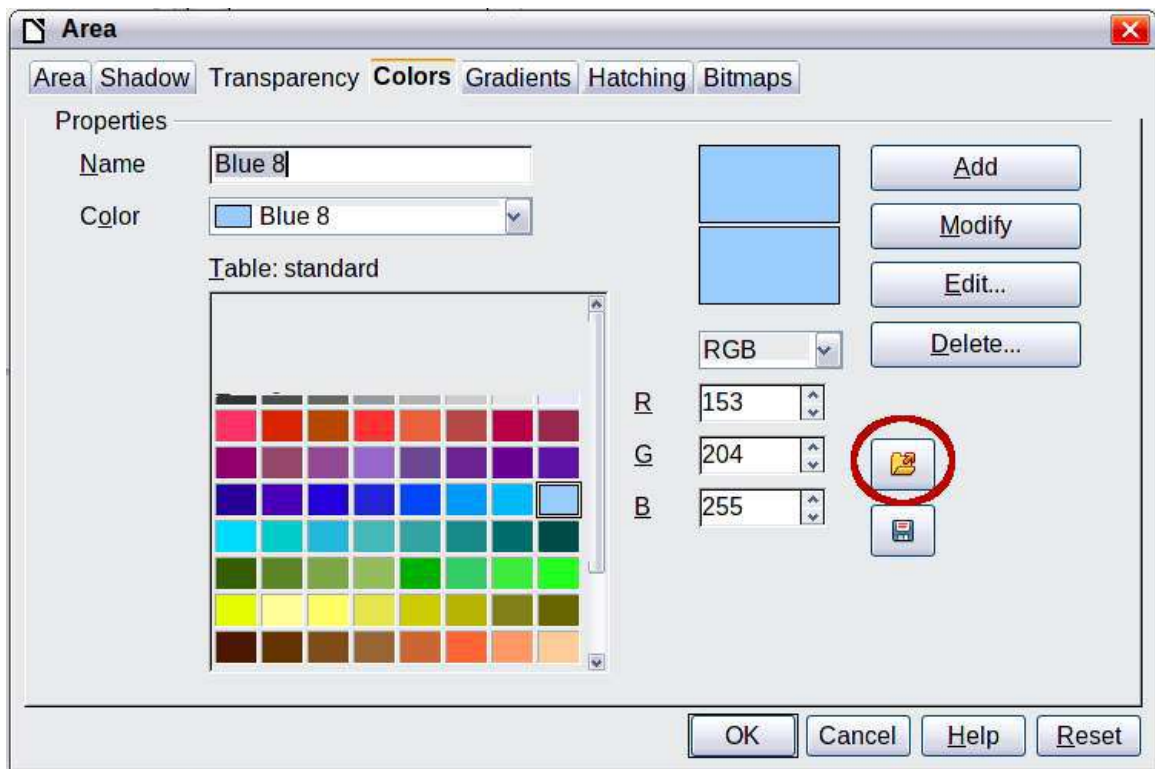 Area
Area Shadow Transparency Colors Gradients Hatching Bitmaps
Properties
Name Blue 8 Add
Color Blue 8 Modify
Table: standard Edit...
RGB Delete...
R 153
G 204
B 255
OK Cancel Help Reset